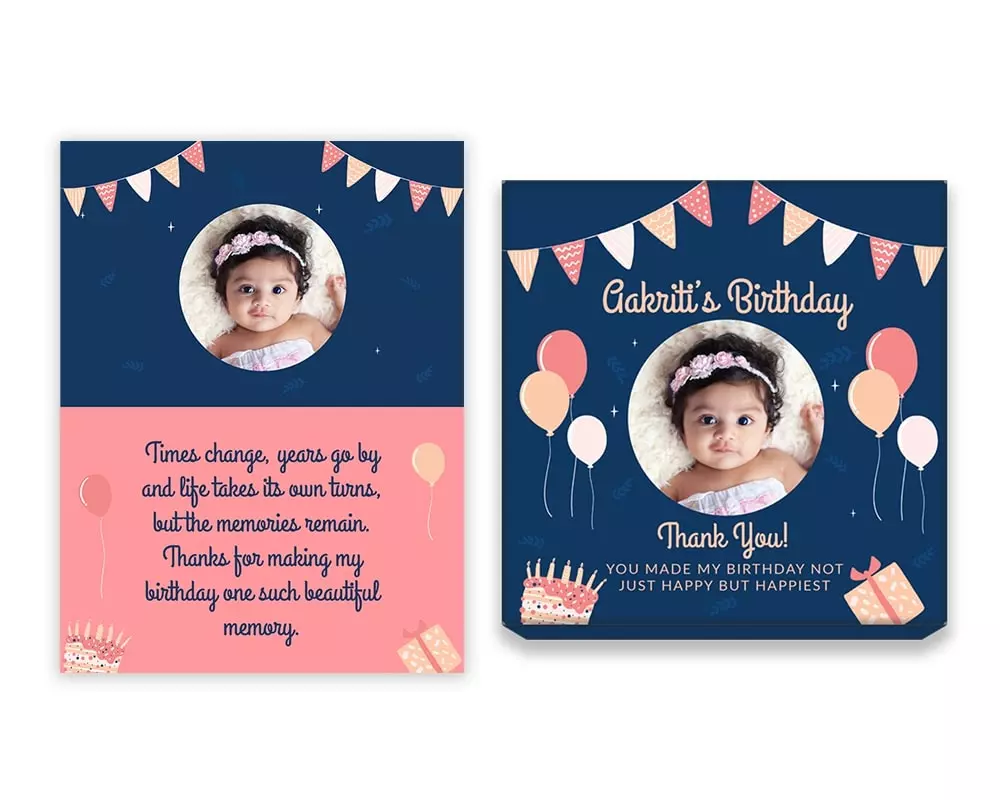 Times change, years go by
and life takes its own turns,
but the memories remain.
Thanks for making my
birthday one such beautiful
memory.
Aakriti's Birthday
Thank You!
YOU MADE MY BIRTHDAY NOT
JUST HAPPY BUT HAPPIEST